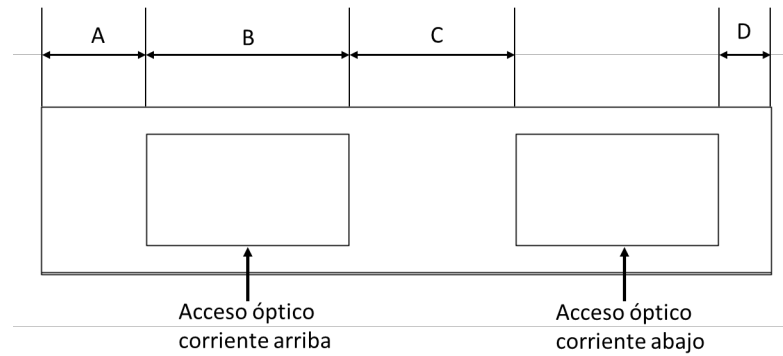 A
B
C
D
Acceso óptico
corriente arriba
Acceso óptico
corriente abajo